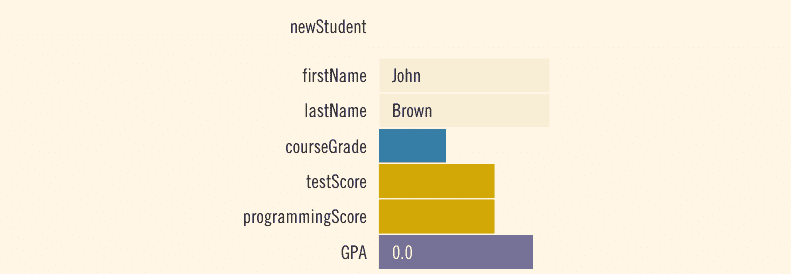 newStudent
firstName John
lastName Brown
courseGrade
testScore
programmingScore
GPA 0.0